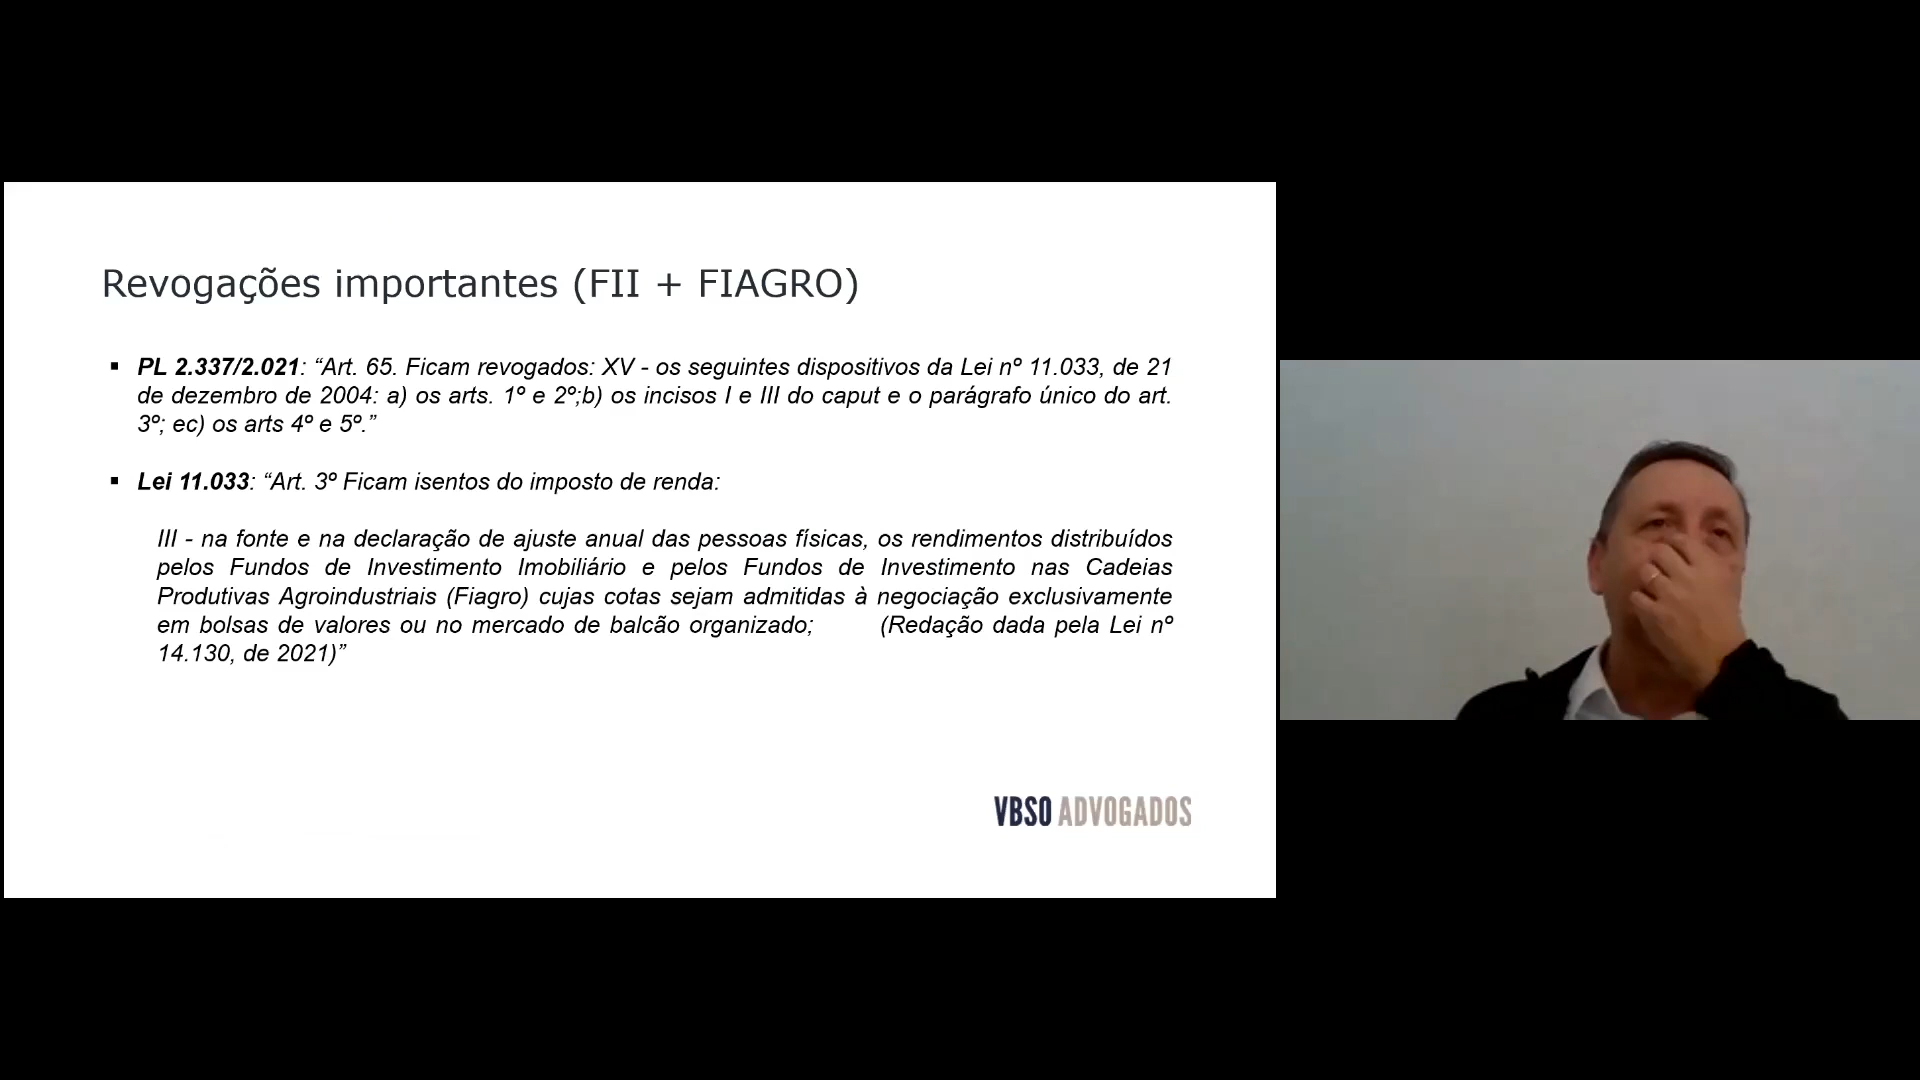 Revogações importantes (FII + FIAGRO)
▪ PL 2.337/2.021: “Art. 65. Ficam revogados: XV - os seguintes dispositivos da Lei nº 11.033, de 21
de dezembro de 2004: a) os arts. 1º e 2º;b) os incisos I e III do caput e o parágrafo único do art.
3º; ec) os arts 4º e 5º.”
▪ Lei 11.033: “Art. 3º Ficam isentos do imposto de renda:
III - na fonte e na declaração de ajuste anual das pessoas físicas, os rendimentos distribuídos
pelos Fundos de Investimento Imobiliário e pelos Fundos de Investimento nas Cadeias
Produtivas Agroindustriais (Fiagro) cujas cotas sejam admitidas à negociação exclusivamente
em bolsas de valores ou no mercado de balcão organizado; (Redação dada pela Lei nº
14.130, de 2021)”
VBSO ADVOGADOS